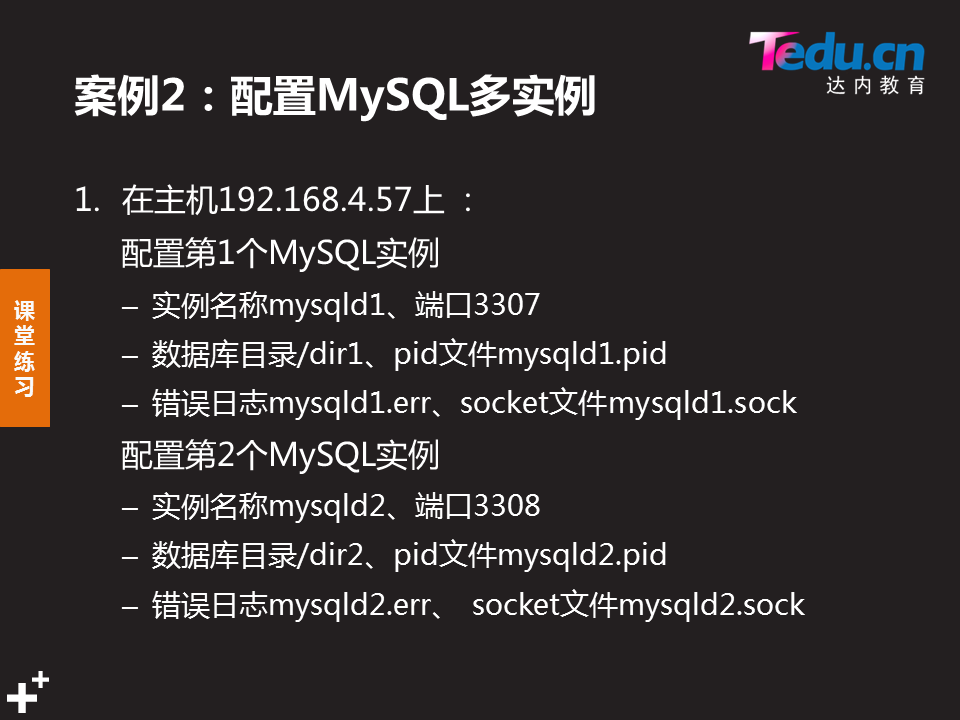 Tedu.cn
达内教育
案例2：配置MySQL多实例
1. 在主机192.168.4.57上 ：
配置第1个MySQL实例
– 实例名称mysqld1、端口3307
– 数据库目录/dir1、pid文件mysqld1.pid
– 错误日志mysqld1.err、socket文件mysqld1.sock
配置第2个MySQL实例
– 实例名称mysqld2、端口3308
– 数据库目录/dir2、pid文件mysqld2.pid
– 错误日志mysqld2.err、 socket文件mysqld2.sock
课堂练习